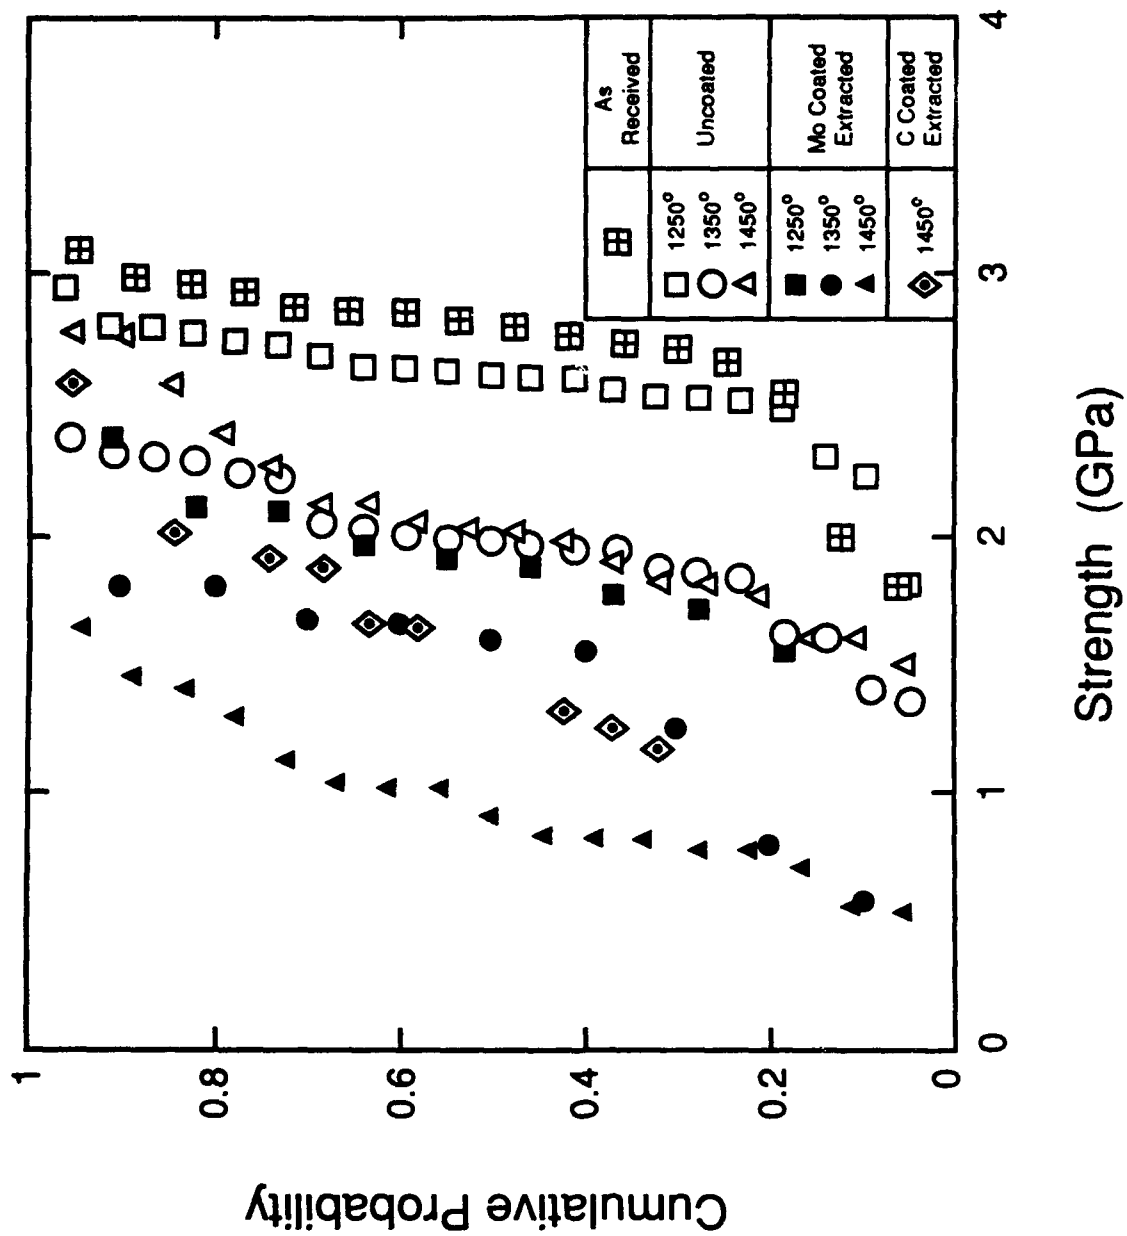 Cumulative Probability
1
0.8
0.6
0.4
0.2
0
0
1
2
3
4
Strength (GPa)
As
Received
1250°
1350°
1450°
Uncoated
1250°
1350°
1450°
Mo Coated
Extracted
1450°
C Coated
Extracted